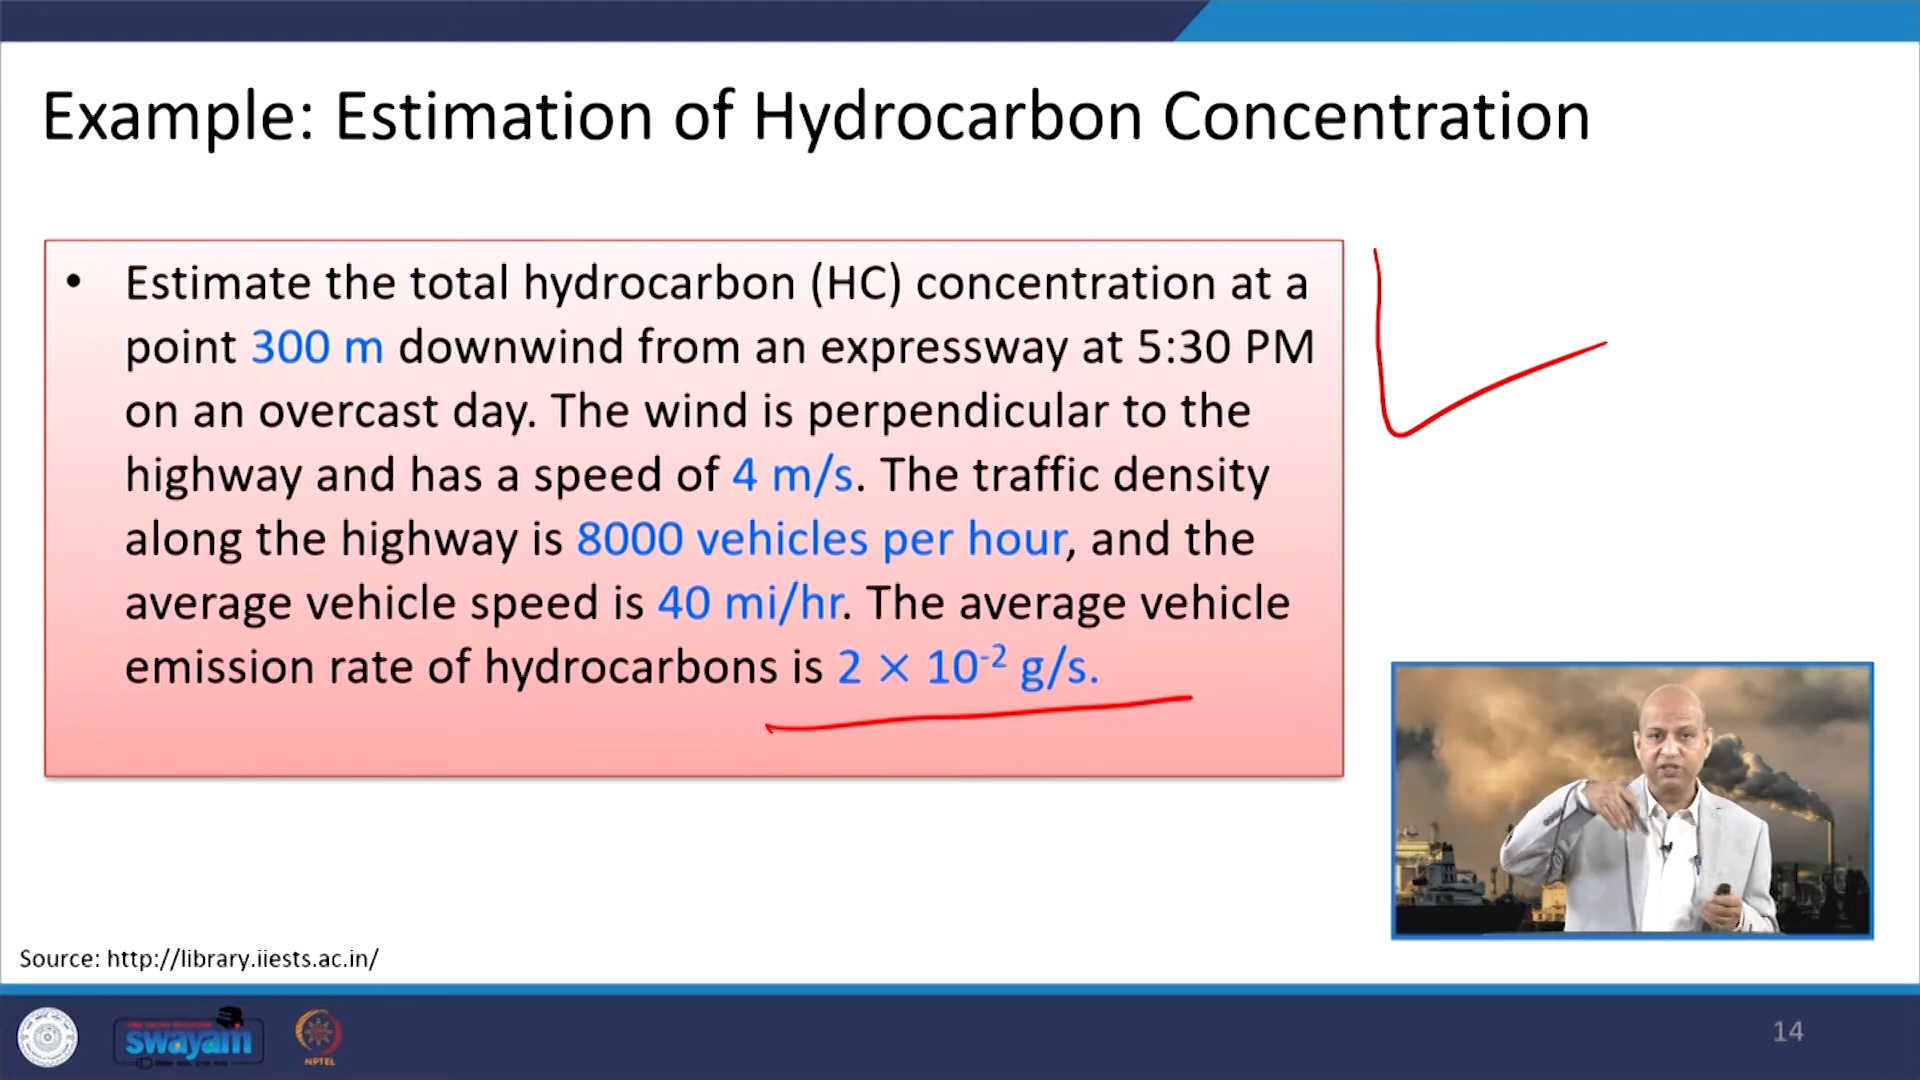 Example: Estimation of Hydrocarbon Concentration
• Estimate the total hydrocarbon (HC) concentration at a
point 300 m downwind from an expressway at 5:30 PM
on an overcast day. The wind is perpendicular to the
highway and has a speed of 4 m/s. The traffic density
along the highway is 8000 vehicles per hour, and the
average vehicle speed is 40 mi/hr. The average vehicle
emission rate of hydrocarbons is 2 × 10⁻² g/s.
Source: http://library.iiests.ac.in/
swayam
NPTEL
14